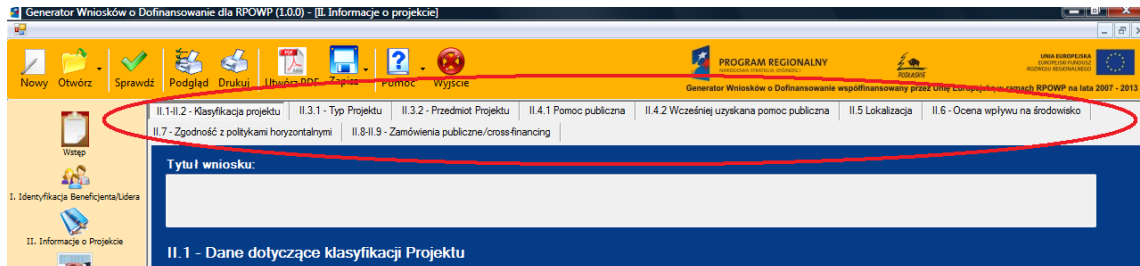 Generator Wniosków o Dofinansowanie dla RPOWP (1.0.0) - [II. Informacje o projekcie]
Nowy Otwórz Sprawdź Podgląd Drukuj Utwórz PDF Zapisz Pomoc Wyjście
PROGRAM REGIONALNY
NARODOWA STRATEGIA SPÓJNOŚCI
PODLASKIE
UNIA EUROPEJSKA
EUROPEJSKI FUNDUSZ
ROZWOJU REGIONALNEGO
Generator Wniosków o Dofinansowanie współfinansowany przez Unię Europejską w ramach RPOWP na lata 2007 - 2013
II.1-II.2 - Klasyfikacja projektu II.3.1 - Typ Projektu II.3.2 - Przedmiot Projektu II.4.1 Pomoc publiczna II.4.2 Wcześniej uzyskana pomoc publiczna II.5 Lokalizacja II.6 - Ocena wpływu na środowisko
II.7 - Zgodność z politykami horyzontalnymi II.8-II.9 - Zamówienia publiczne/cross-financing
Wstęp
I. Identyfikacja Beneficjenta/Lidera
II. Informacje o Projekcie
Tytuł wniosku:
II.1 - Dane dotyczące klasyfikacji Projektu